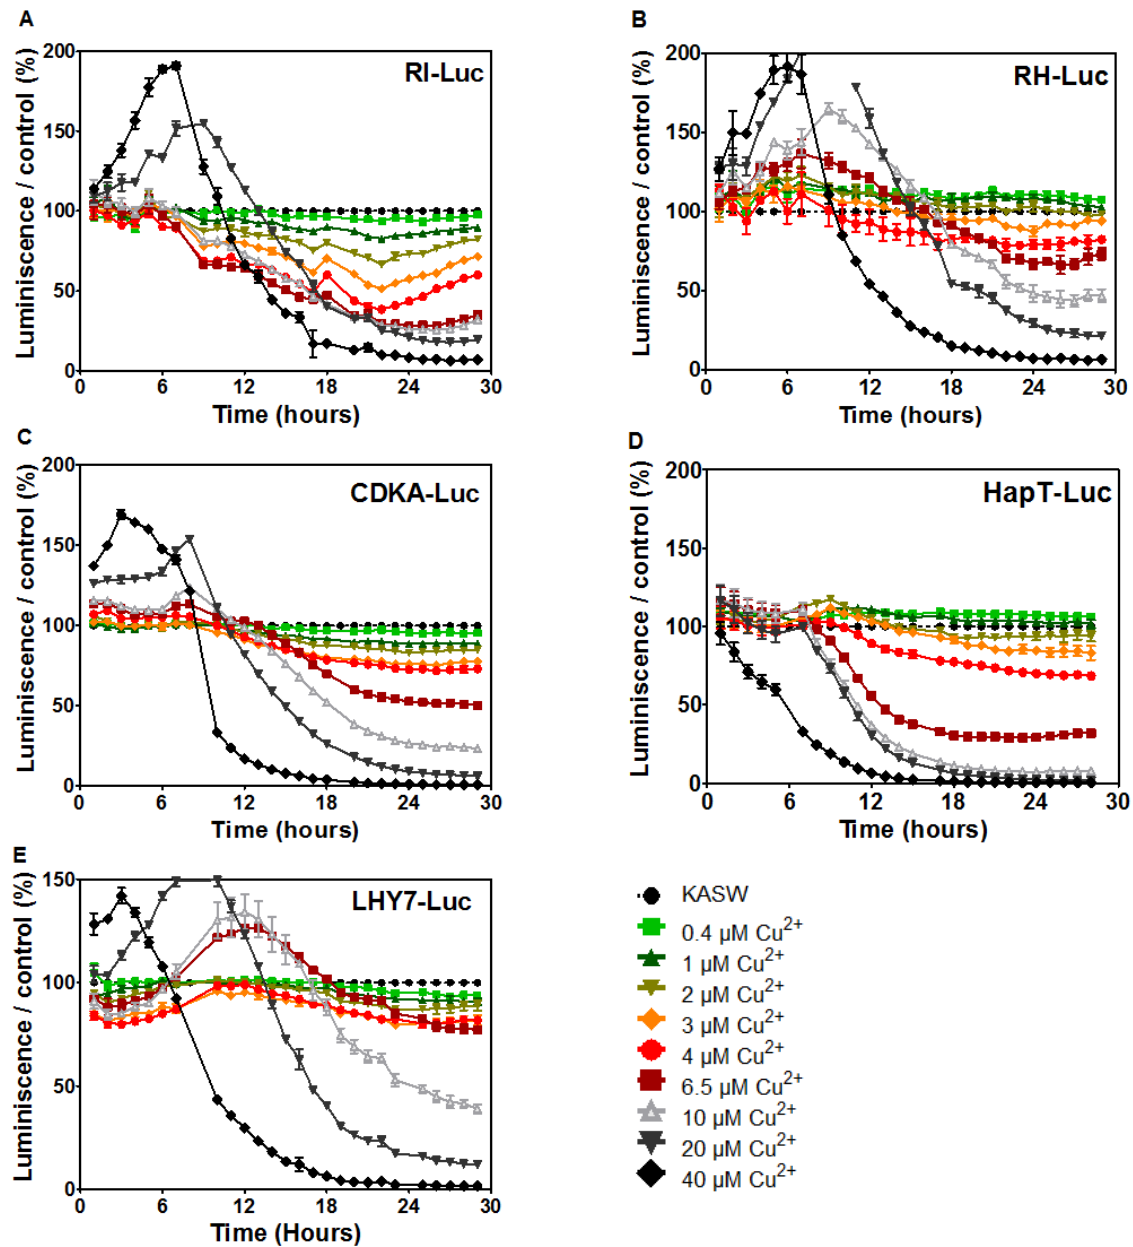 A
Luminiscence / control (%)
200
150
100
50
0
RI-Luc
0 6 12 18 24 30
Time (hours)
B
Luminiscence / control (%)
200
150
100
50
0
RH-Luc
0 6 12 18 24 30
Time (hours)
C
Luminiscence / control (%)
200
150
100
50
0
CDKA-Luc
0 6 12 18 24 30
Time (hours)
D
Luminiscence / control (%)
200
150
100
50
0
HapT-Luc
0 6 12 18 24 30
Time (hours)
E
Luminiscence / control (%)
150
100
50
0
LHY7-Luc
0 6 12 18 24 30
Time (Hours)
KASW
0.4 µM Cu²⁺
1 µM Cu²⁺
2 µM Cu²⁺
3 µM Cu²⁺
4 µM Cu²⁺
6.5 µM Cu²⁺
10 µM Cu²⁺
20 µM Cu²⁺
40 µM Cu²⁺